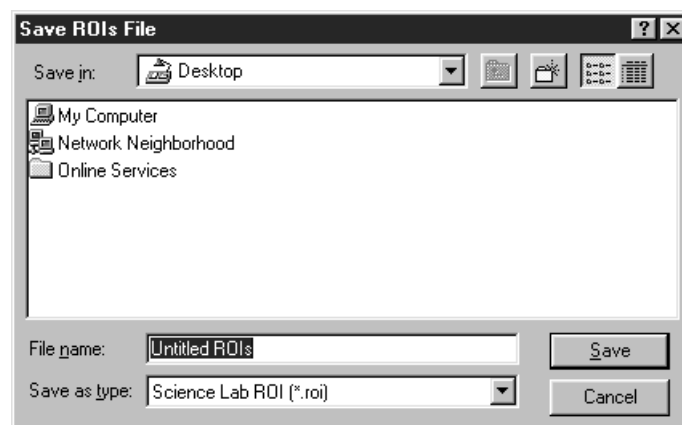 Save ROIs File
Save in: Desktop
My Computer
Network Neighborhood
Online Services
File name: Untitled ROIs Save
Save as type: Science Lab ROI (*.roi) Cancel